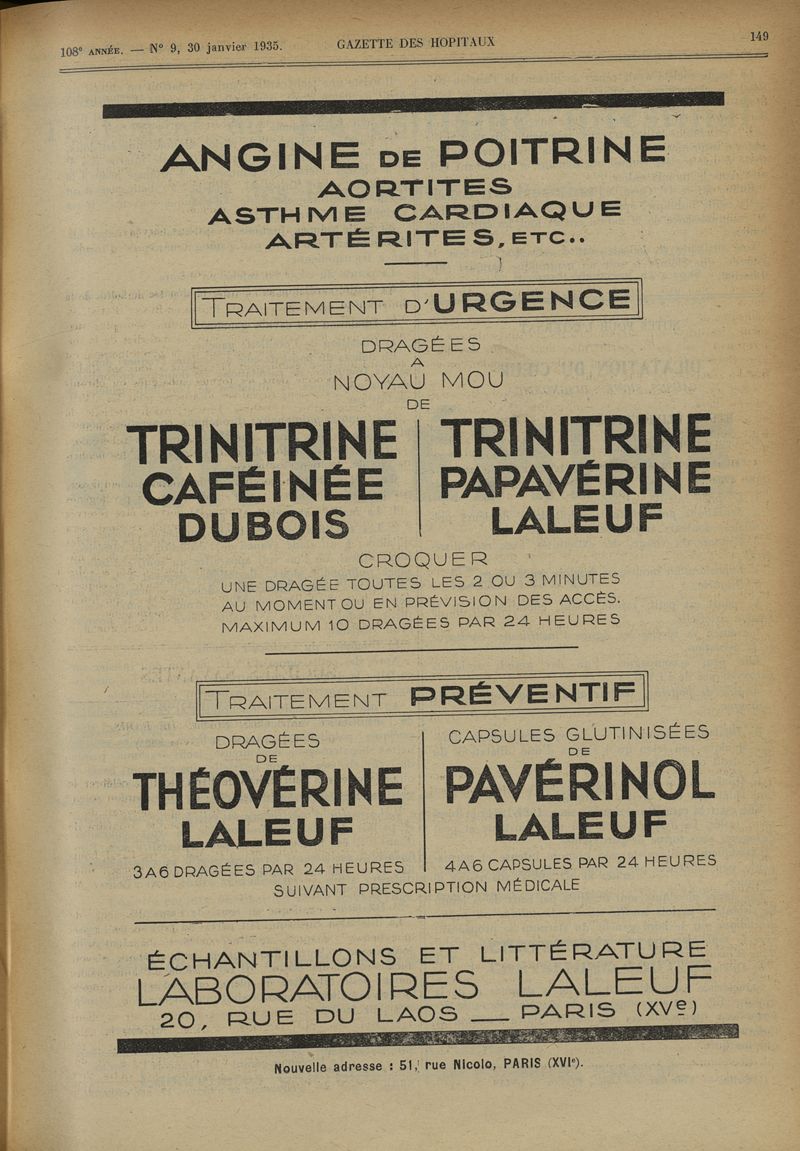 108e ANNÉE. — No 9, 30 janvier 1935.
GAZETTE DES HOPITAUX
149
ANGINE DE POITRINE
AORTITES
ASTHME CARDIAQUE
ARTÉRITES, ETC..
TRAITEMENT D'URGENCE
DRAGÉES
A
NOYAU MOU
DE
TRINITRINE
CAFÉINÉE
DUBOIS
TRINITRINE
PAPAVÉRINE
LALEUF
CROQUER
UNE DRAGÉE TOUTES LES 2 OU 3 MINUTES
AU MOMENT OU EN PRÉVISION DES ACCÈS.
MAXIMUM 10 DRAGÉES PAR 24 HEURES
TRAITEMENT PRÉVENTIF
DRAGÉES
DE
THÉOVÉRINE
LALEUF
3 A 6 DRAGÉES PAR 24 HEURES
CAPSULES GLUTINISÉES
DE
PAVÉRINOL
LALEUF
4 A 6 CAPSULES PAR 24 HEURES
SUIVANT PRESCRIPTION MÉDICALE
ÉCHANTILLONS ET LITTÉRATURE
LABORATOIRES LALEUF
20, RUE DU LAOS — PARIS (XVe)
Nouvelle adresse : 51, rue Nicolo, PARIS (XVIe).